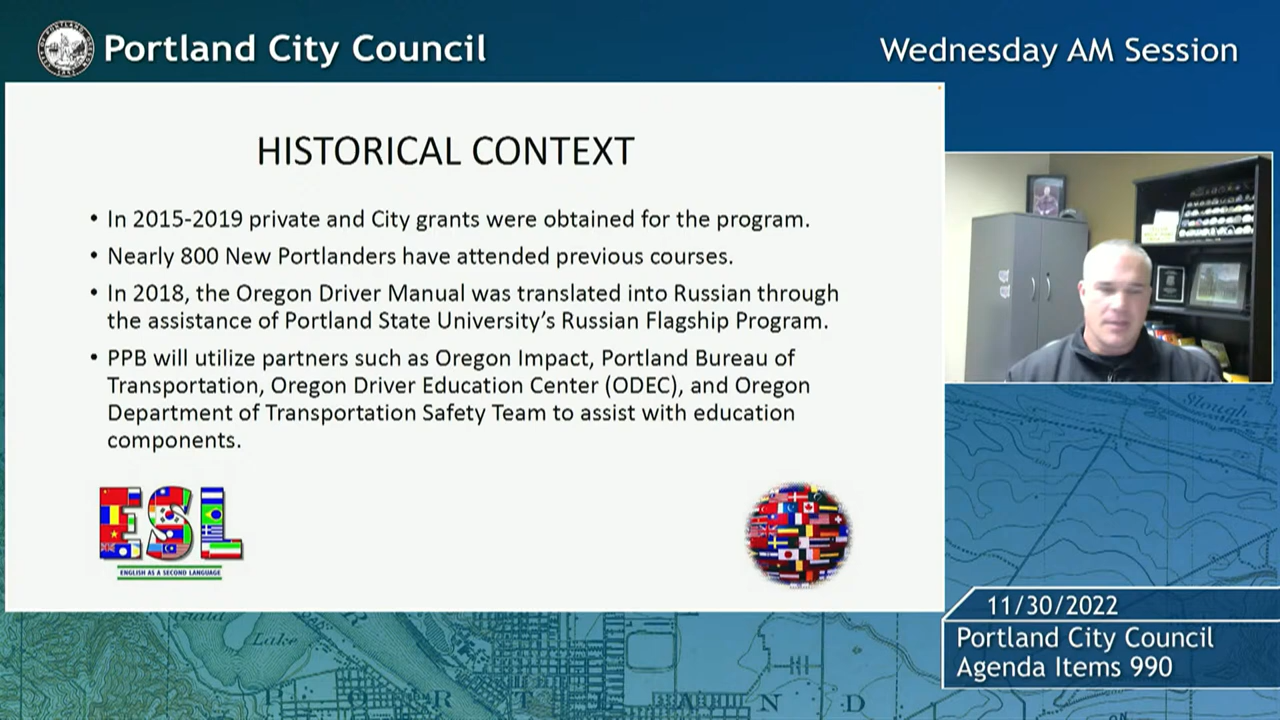 Portland City Council
Wednesday AM Session
HISTORICAL CONTEXT
• In 2015-2019 private and City grants were obtained for the program.
• Nearly 800 New Portlanders have attended previous courses.
• In 2018, the Oregon Driver Manual was translated into Russian through
the assistance of Portland State University's Russian Flagship Program.
• PPB will utilize partners such as Oregon Impact, Portland Bureau of
Transportation, Oregon Driver Education Center (ODEC), and Oregon
Department of Transportation Safety Team to assist with education
components.
ESL
ENGLISH AS A SECOND LANGUAGE
Slough
11/30/2022
Portland City Council
Agenda Items 990
Guild
Lake
P O R T L A N D